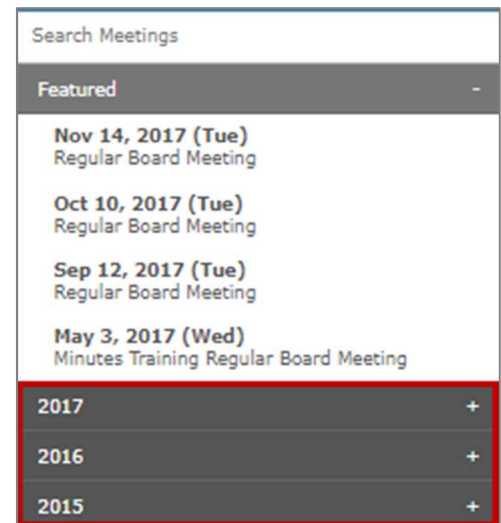 Search Meetings
Featured -
Nov 14, 2017 (Tue)
Regular Board Meeting
Oct 10, 2017 (Tue)
Regular Board Meeting
Sep 12, 2017 (Tue)
Regular Board Meeting
May 3, 2017 (Wed)
Minutes Training Regular Board Meeting
2017 +
2016 +
2015 +